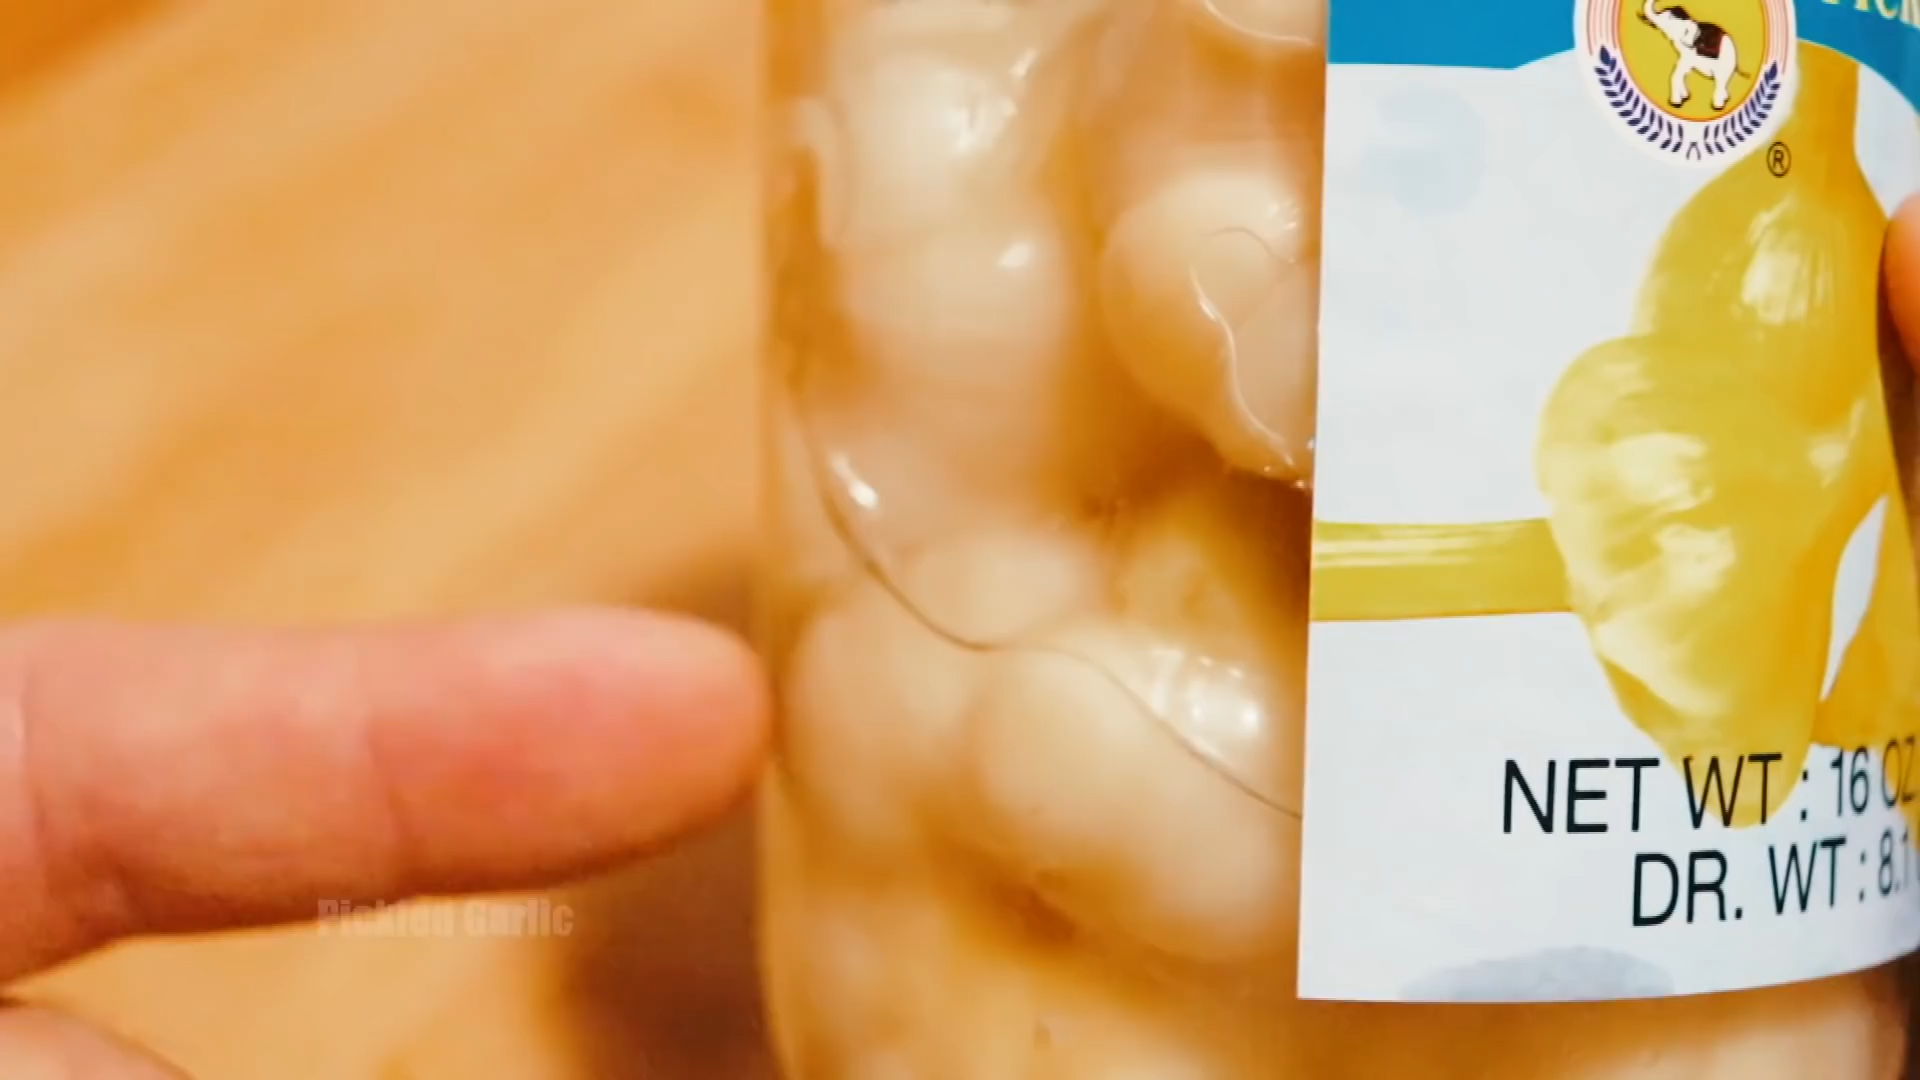 ®
NET WT : 16 OZ
DR. WT : 8.1
Pickled Garlic